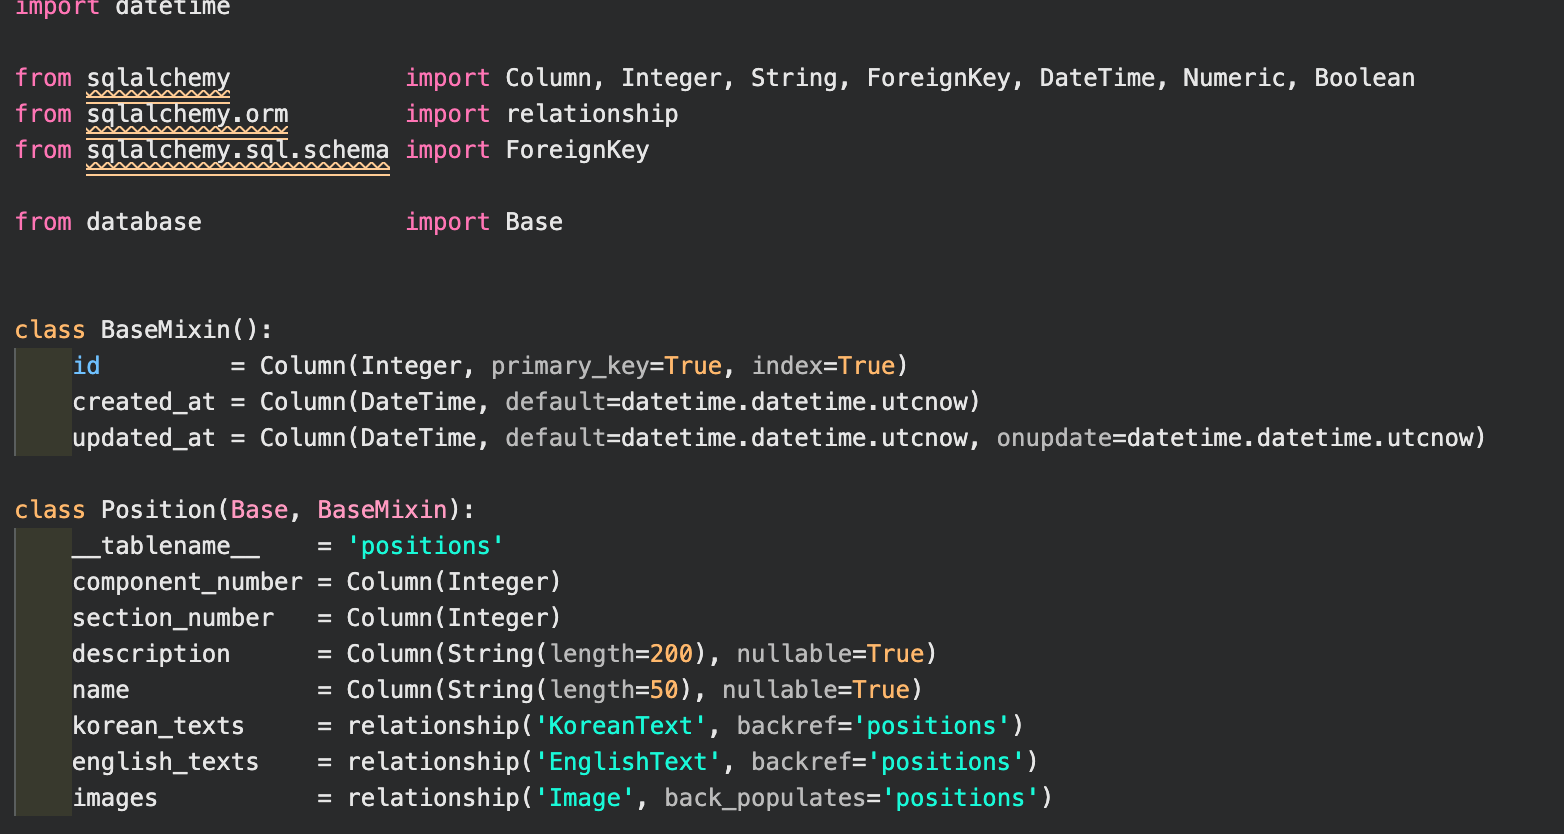 import datetime
from sqlalchemy import Column, Integer, String, ForeignKey, DateTime, Numeric, Boolean
from sqlalchemy.orm import relationship
from sqlalchemy.sql.schema import ForeignKey
from database import Base
class BaseMixin():
id = Column(Integer, primary_key=True, index=True)
created_at = Column(DateTime, default=datetime.datetime.utcnow)
updated_at = Column(DateTime, default=datetime.datetime.utcnow, onupdate=datetime.datetime.utcnow)
class Position(Base, BaseMixin):
__tablename__ = 'positions'
component_number = Column(Integer)
section_number = Column(Integer)
description = Column(String(length=200), nullable=True)
name = Column(String(length=50), nullable=True)
korean_texts = relationship('KoreanText', backref='positions')
english_texts = relationship('EnglishText', backref='positions')
images = relationship('Image', back_populates='positions')